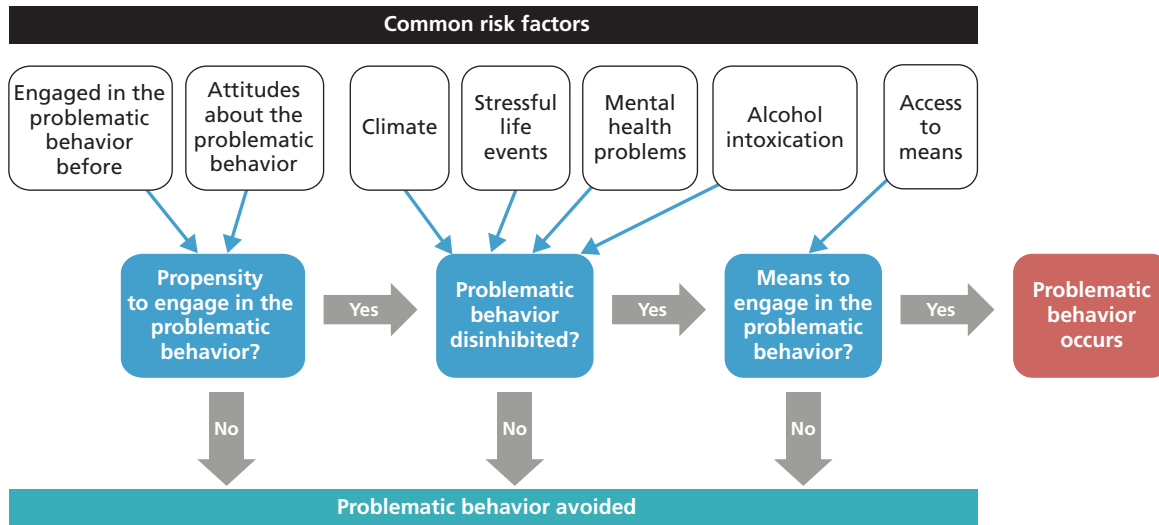 Common risk factors
Engaged in the
problematic
behavior
before
Attitudes
about the
problematic
behavior
Climate
Stressful
life
events
Mental
health
problems
Alcohol
intoxication
Access
to
means
Propensity
to engage in the
problematic
behavior?
Yes
Problematic
behavior
disinhibited?
Yes
Means to
engage in the
problematic
behavior?
Yes
Problematic
behavior
occurs
No
No
No
Problematic behavior avoided